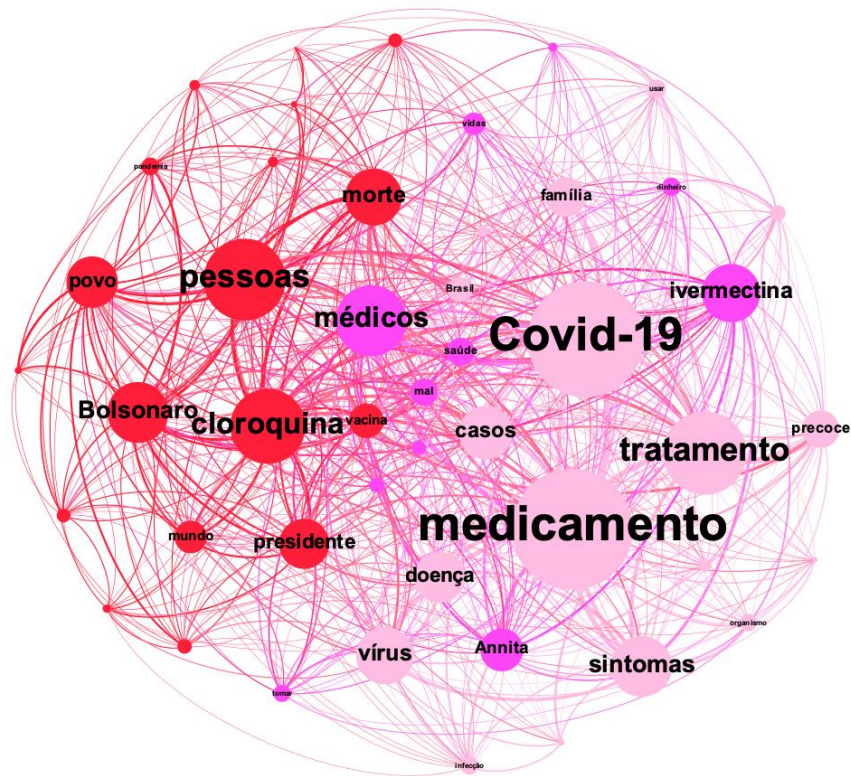 usar
vidas
pandemia
morte
família
dinheiro
povo
pessoas
Brasil
ivermectina
médicos
Covid-19
saúde
mal
Bolsonaro
cloroquina
vacina
casos
precoce
tratamento
medicamento
mundo
presidente
doença
organismo
vírus
Annita
sintomas
tomar
infecção